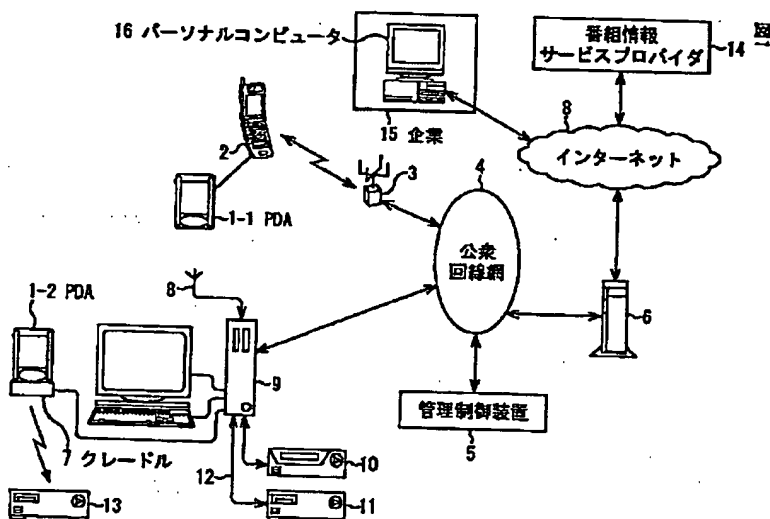 図1
16 パーソナルコンピュータ
番組情報
サービスプロバイダ
14
15 企業
8
インターネット
2
3
4
1-1 PDA
公衆
回線網
1-2 PDA
8
6
9
管理制御装置
5
7 クレードル
12
10
13
11